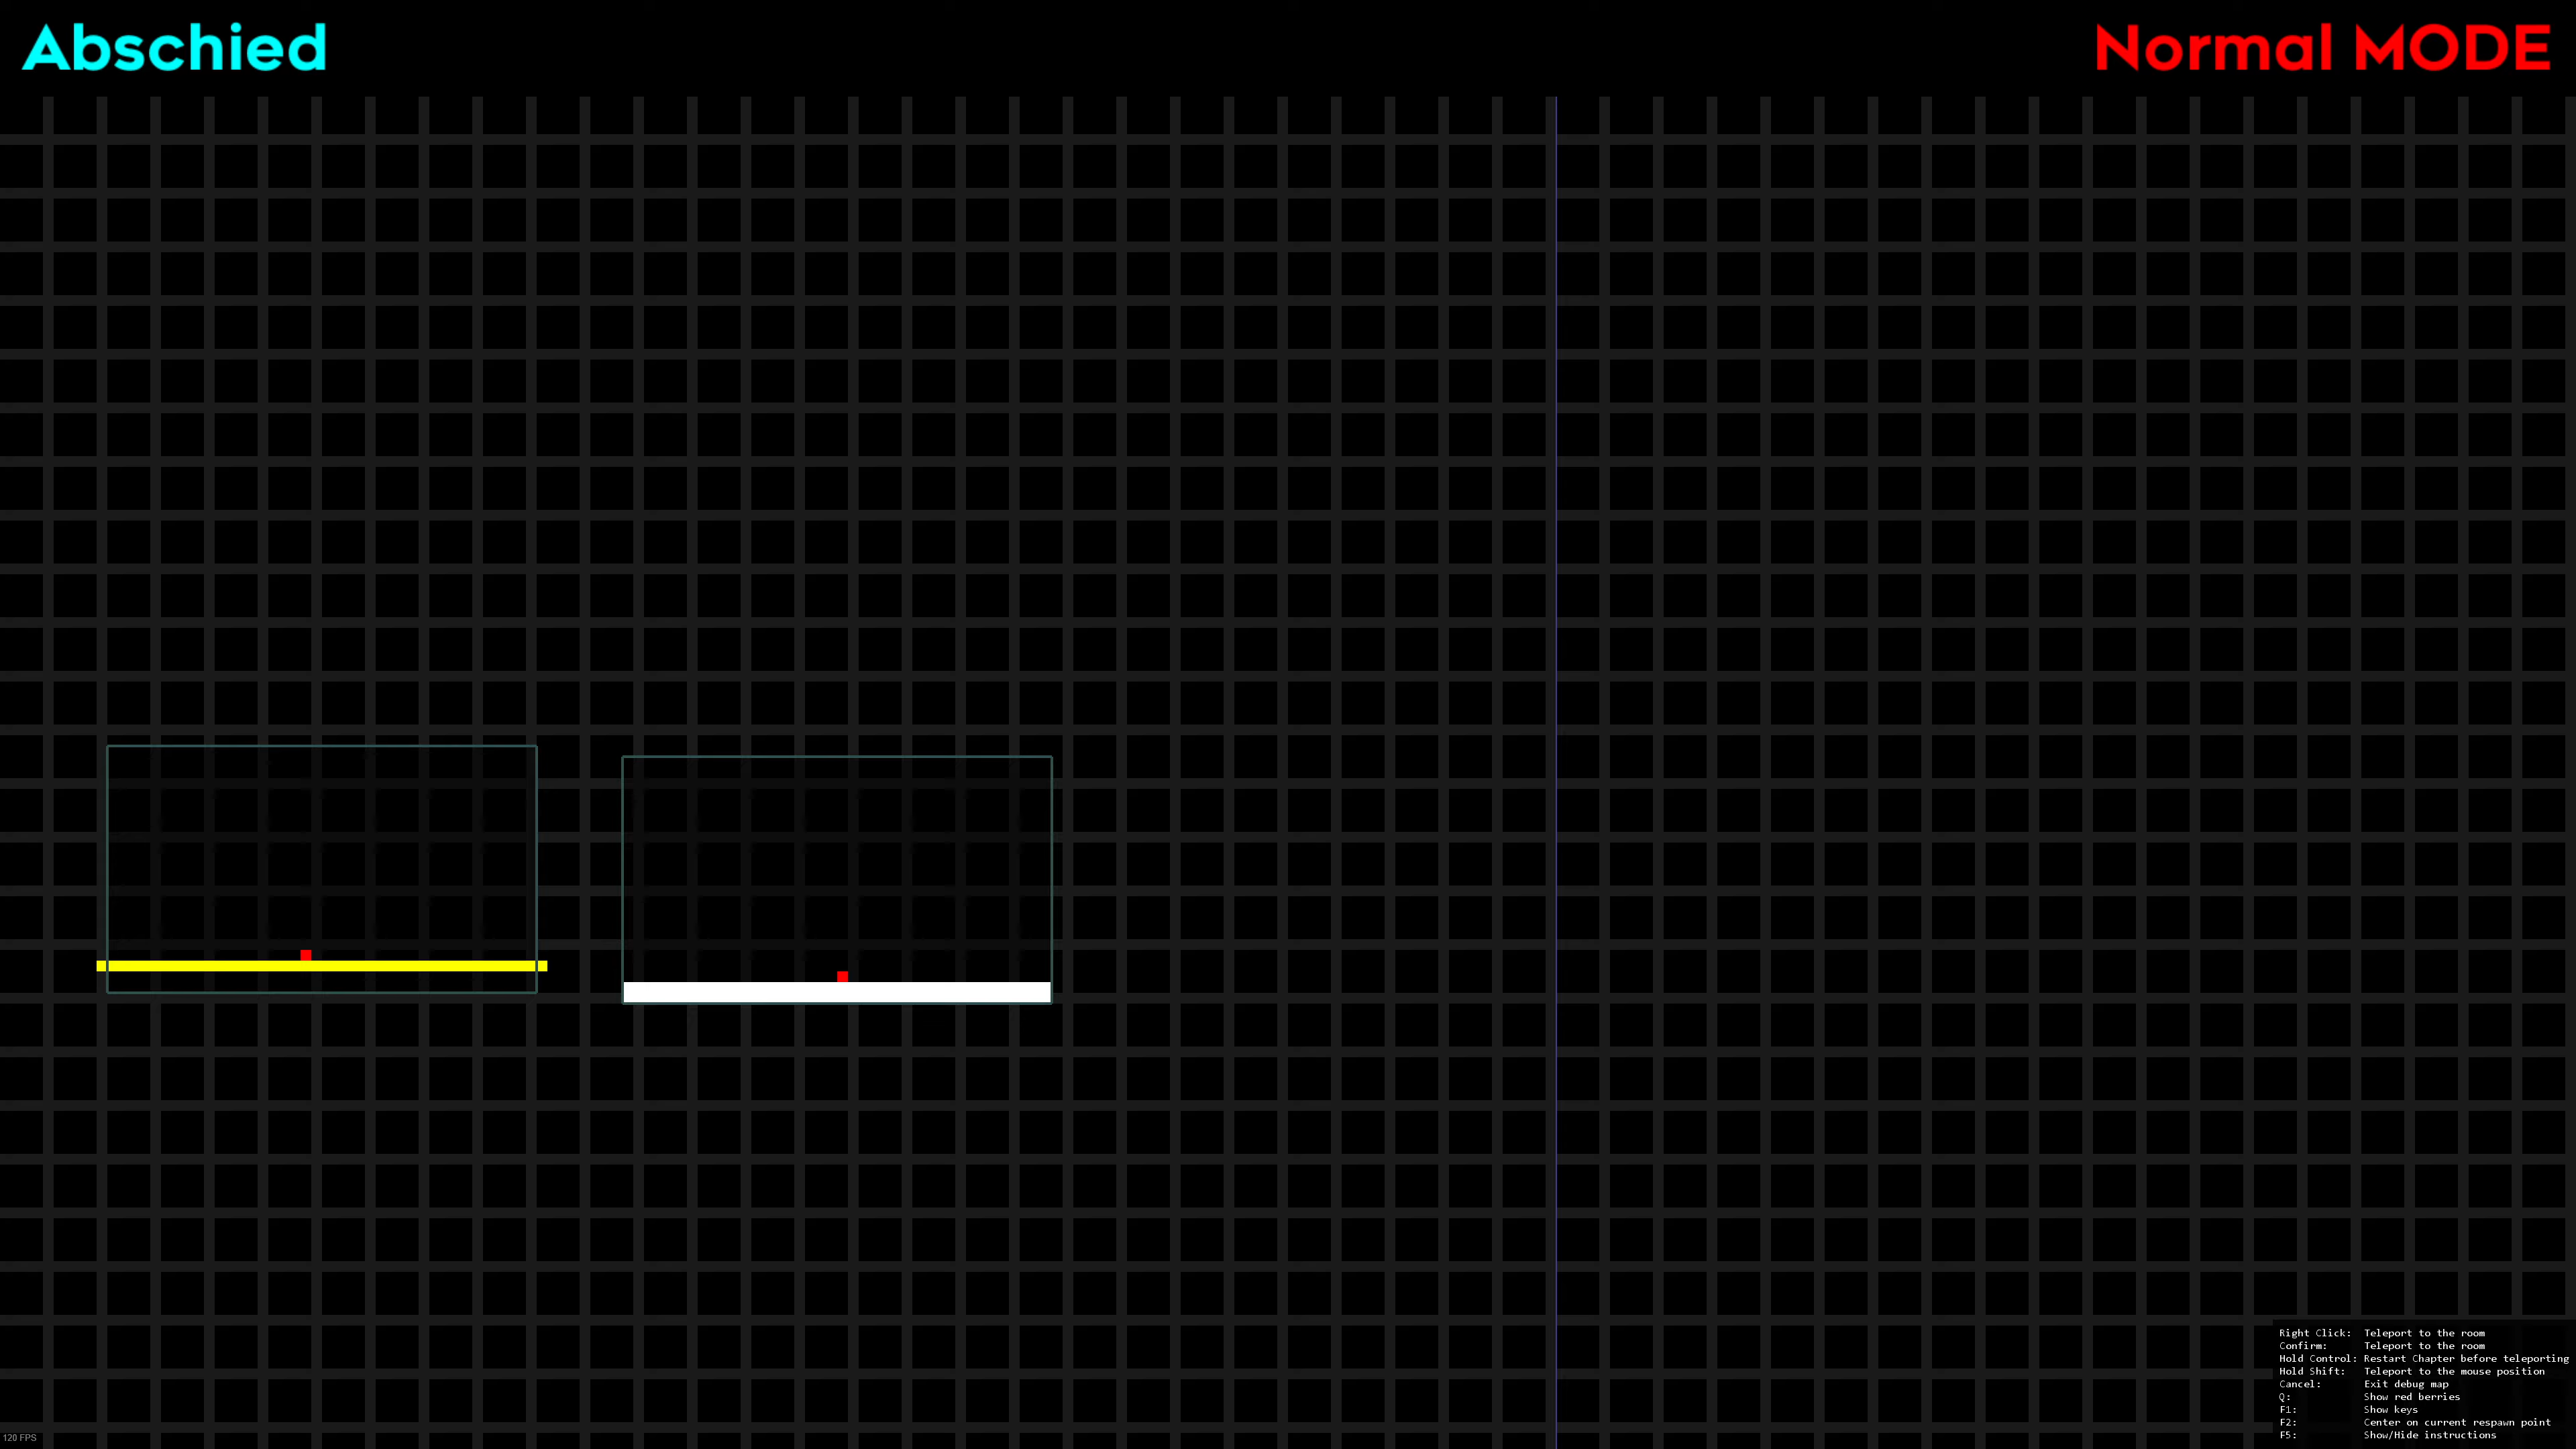 Abschied
Normal MODE
Right Click: Teleport to the room
Confirm: Teleport to the room
Hold Control: Restart Chapter before teleporting
Hold Shift: Teleport to the mouse position
Cancel: Exit debug map
Q: Show red berries
F1: Show keys
F2: Center on current respawn point
F5: Show/Hide instructions
120 FPS